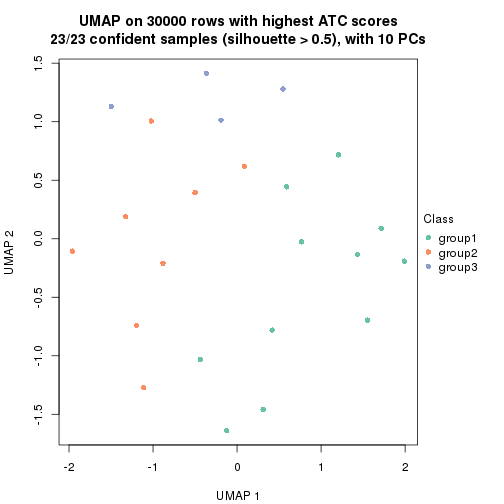 UMAP on 30000 rows with highest ATC scores
23/23 confident samples (silhouette > 0.5), with 10 PCs
1.5
1.0
0.5
0.0
-0.5
-1.0
-1.5
UMAP 2
-2 -1 0 1 2
UMAP 1
Class
group1
group2
group3